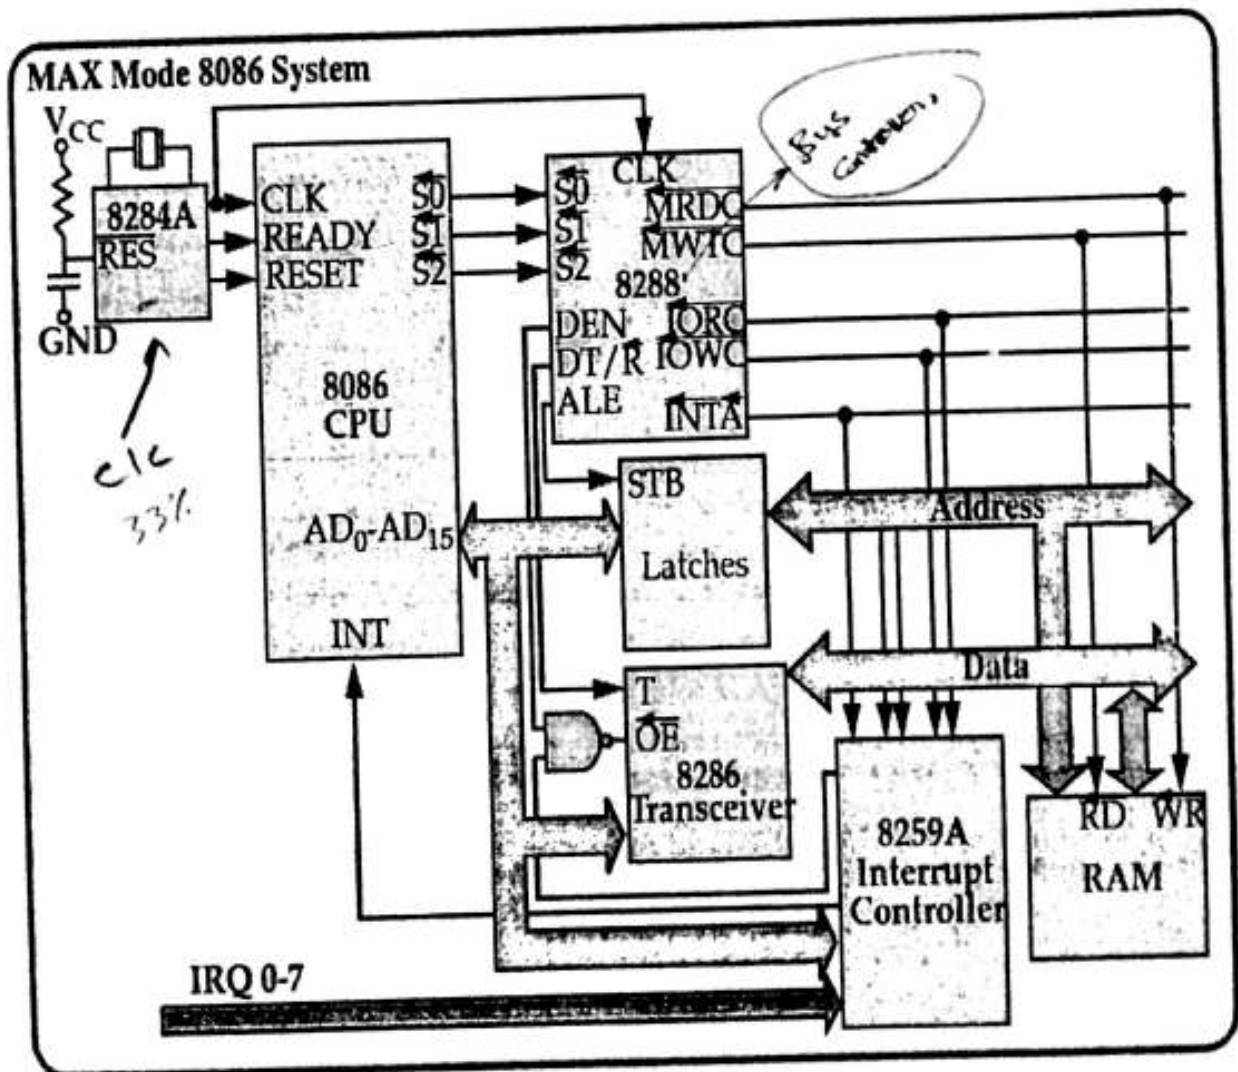 MAX Mode 8086 System
VCC
8284A
RES
GND
clc
33%
CLK
READY
RESET
S0
S1
S2
8086
CPU
AD0-AD15
INT
CLK
S0
S1
S2
8288'
DEN
DT/R
ALE
MRDC
MWTC
IORC
IOWC
INTA
Bus
STB
Latches
Address
Data
T
OE
8286
Transceiver
8259A
Interrupt
Controller
RD WR
RAM
IRQ 0-7